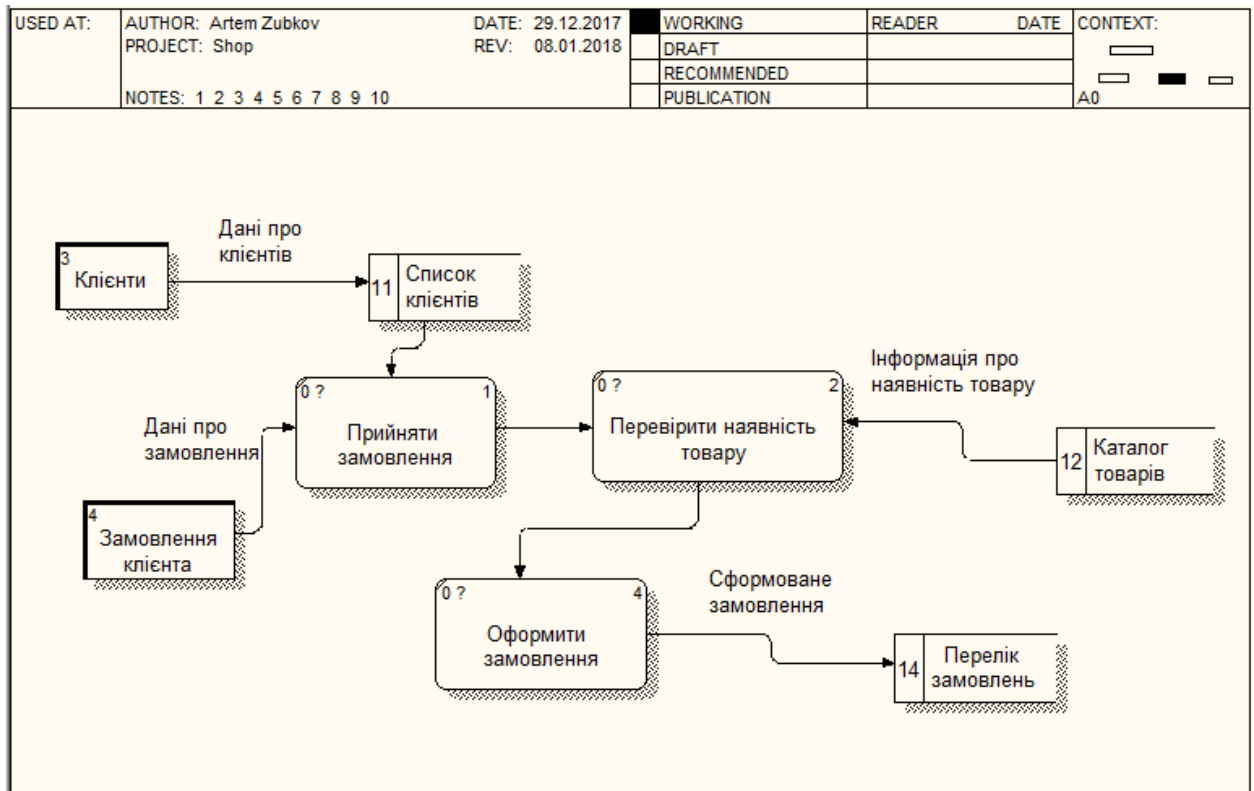 USED AT:
AUTHOR: Artem Zubkov
DATE: 29.12.2017
PROJECT: Shop
REV: 08.01.2018
NOTES: 1 2 3 4 5 6 7 8 9 10
WORKING
DRAFT
RECOMMENDED
PUBLICATION
READER DATE
CONTEXT:
A0
Дані про
клієнтів
3
Клієнти
11
Список
клієнтів
Інформація про
наявність товару
0 ? 1
Прийняти
замовлення
0 ? 2
Перевірити наявність
товару
Дані про
замовлення
12
Каталог
товарів
4
Замовлення
клієнта
0 ? 4
Оформити
замовлення
Сформоване
замовлення
14
Перелік
замовлень